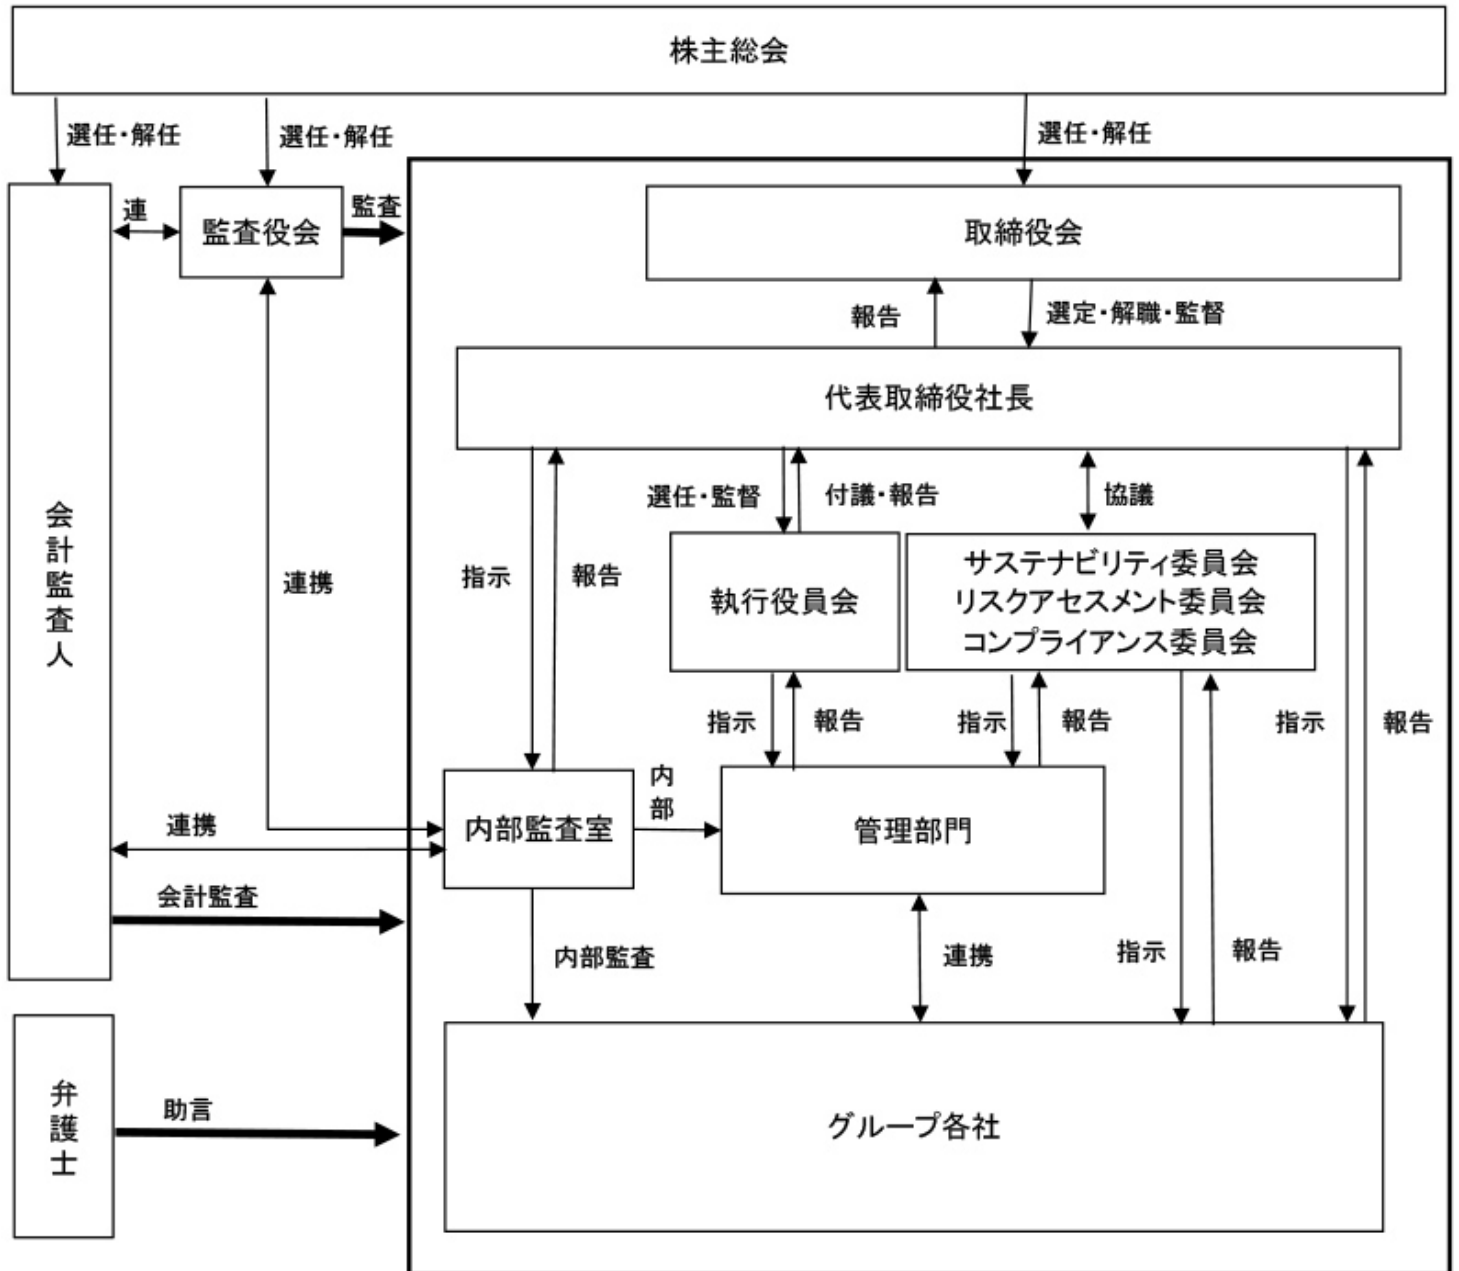 株主総会
選任・解任
選任・解任
選任・解任
連
監査役会
監査
取締役会
報告
選定・解職・監督
代表取締役社長
選任・監督
付議・報告
協議
会計監査人
連携
指示
報告
執行役員会
サステナビリティ委員会
リスクアセスメント委員会
コンプライアンス委員会
指示
報告
指示
報告
指示
報告
連携
内部監査室
内部
管理部門
会計監査
内部監査
連携
指示
報告
弁護士
助言
グループ各社